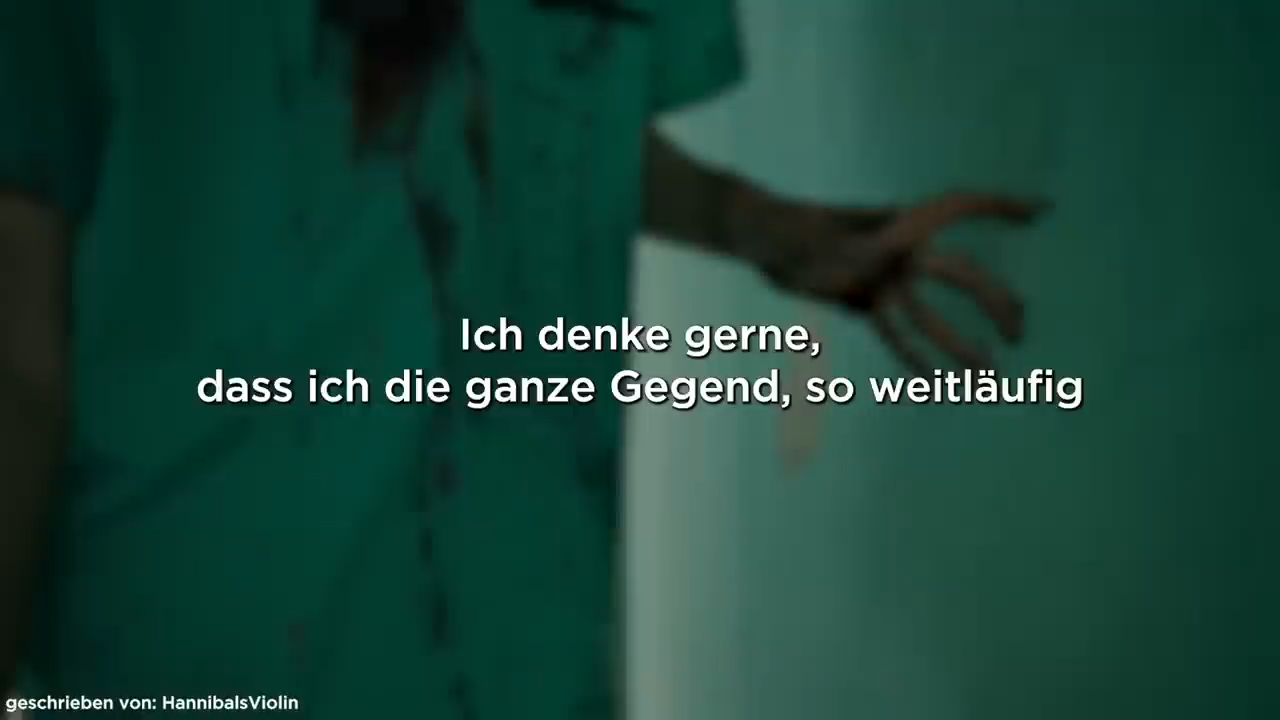 Ich denke gerne,
dass ich die ganze Gegend, so weitläufig
geschrieben von: HannibalsViolin